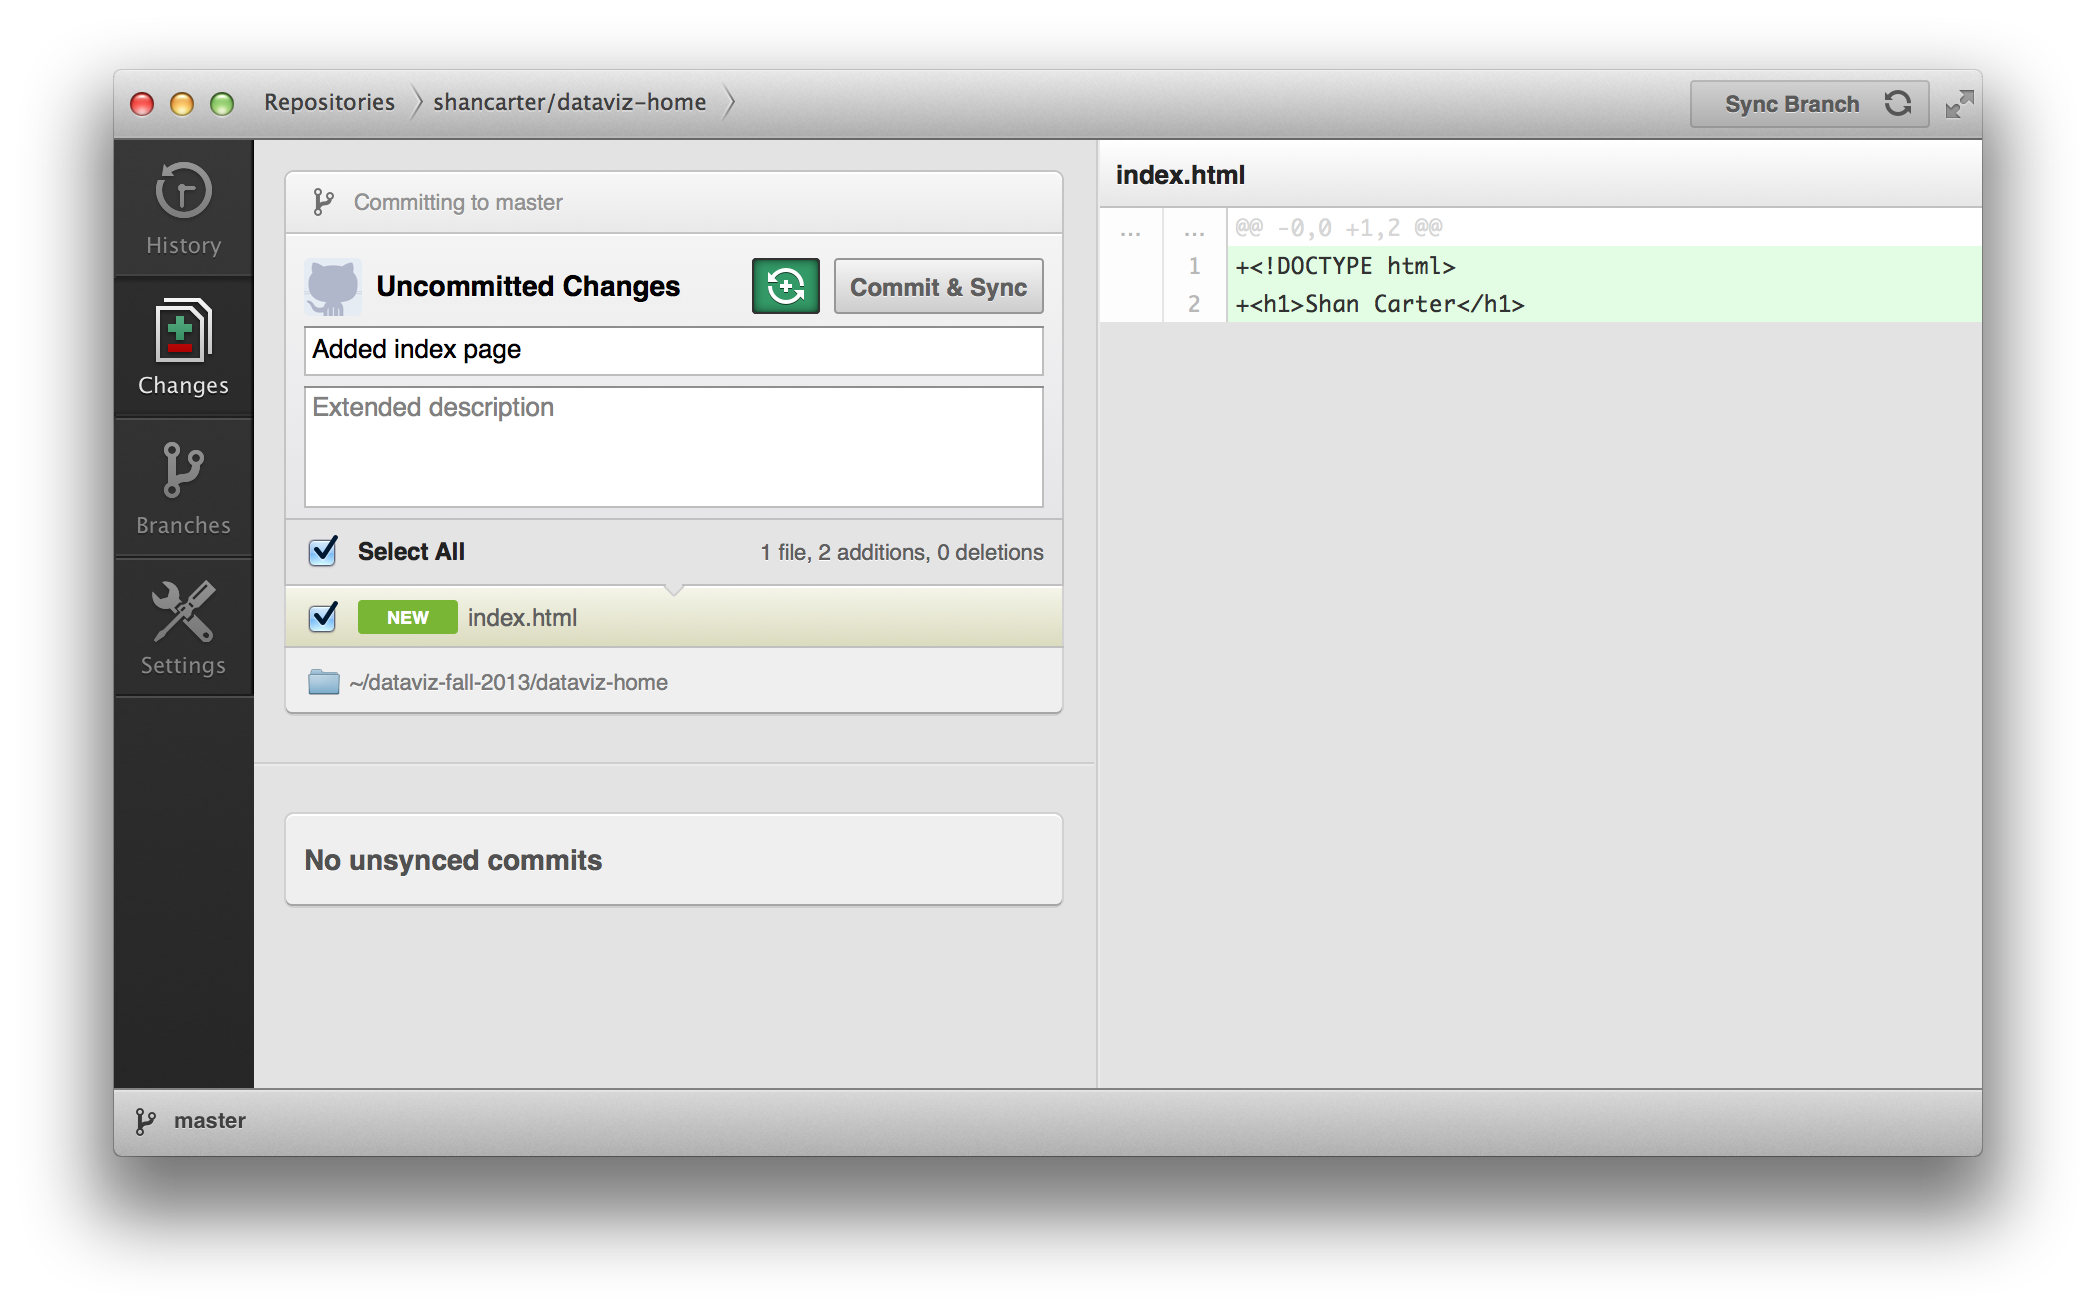 Repositories shancarter/dataviz-home Sync Branch
History
Changes
Branches
Settings
Committing to master
Uncommitted Changes Commit & Sync
Added index page
Extended description
Select All 1 file, 2 additions, 0 deletions
NEW index.html
~/dataviz-fall-2013/dataviz-home
No unsynced commits
index.html
... ... @@ -0,0 +1,2 @@
1 +<!DOCTYPE html>
2 +<h1>Shan Carter</h1>
master